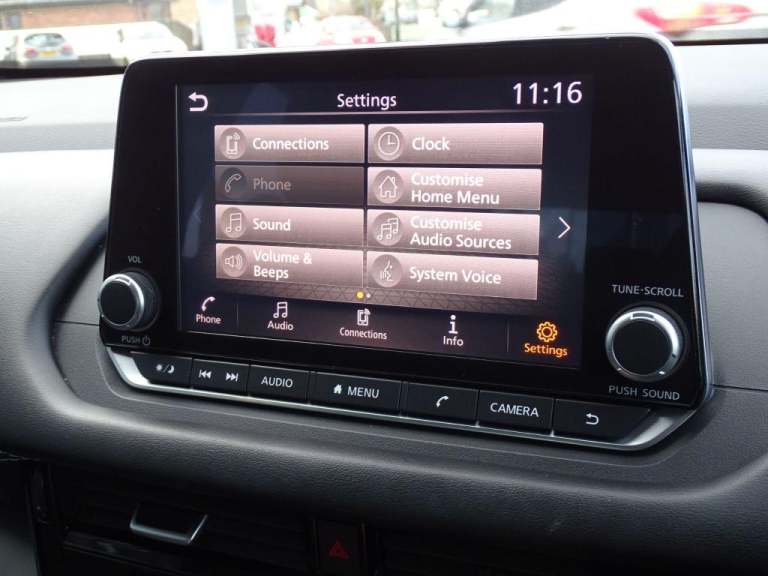 Settings
11:16
Connections
Clock
Phone
Customise
Home Menu
Sound
Customise
Audio Sources
Volume &
Beeps
System Voice
Phone
Audio
Connections
Info
Settings
VOL
PUSH
TUNE·SCROLL
PUSH SOUND
AUDIO
MENU
CAMERA